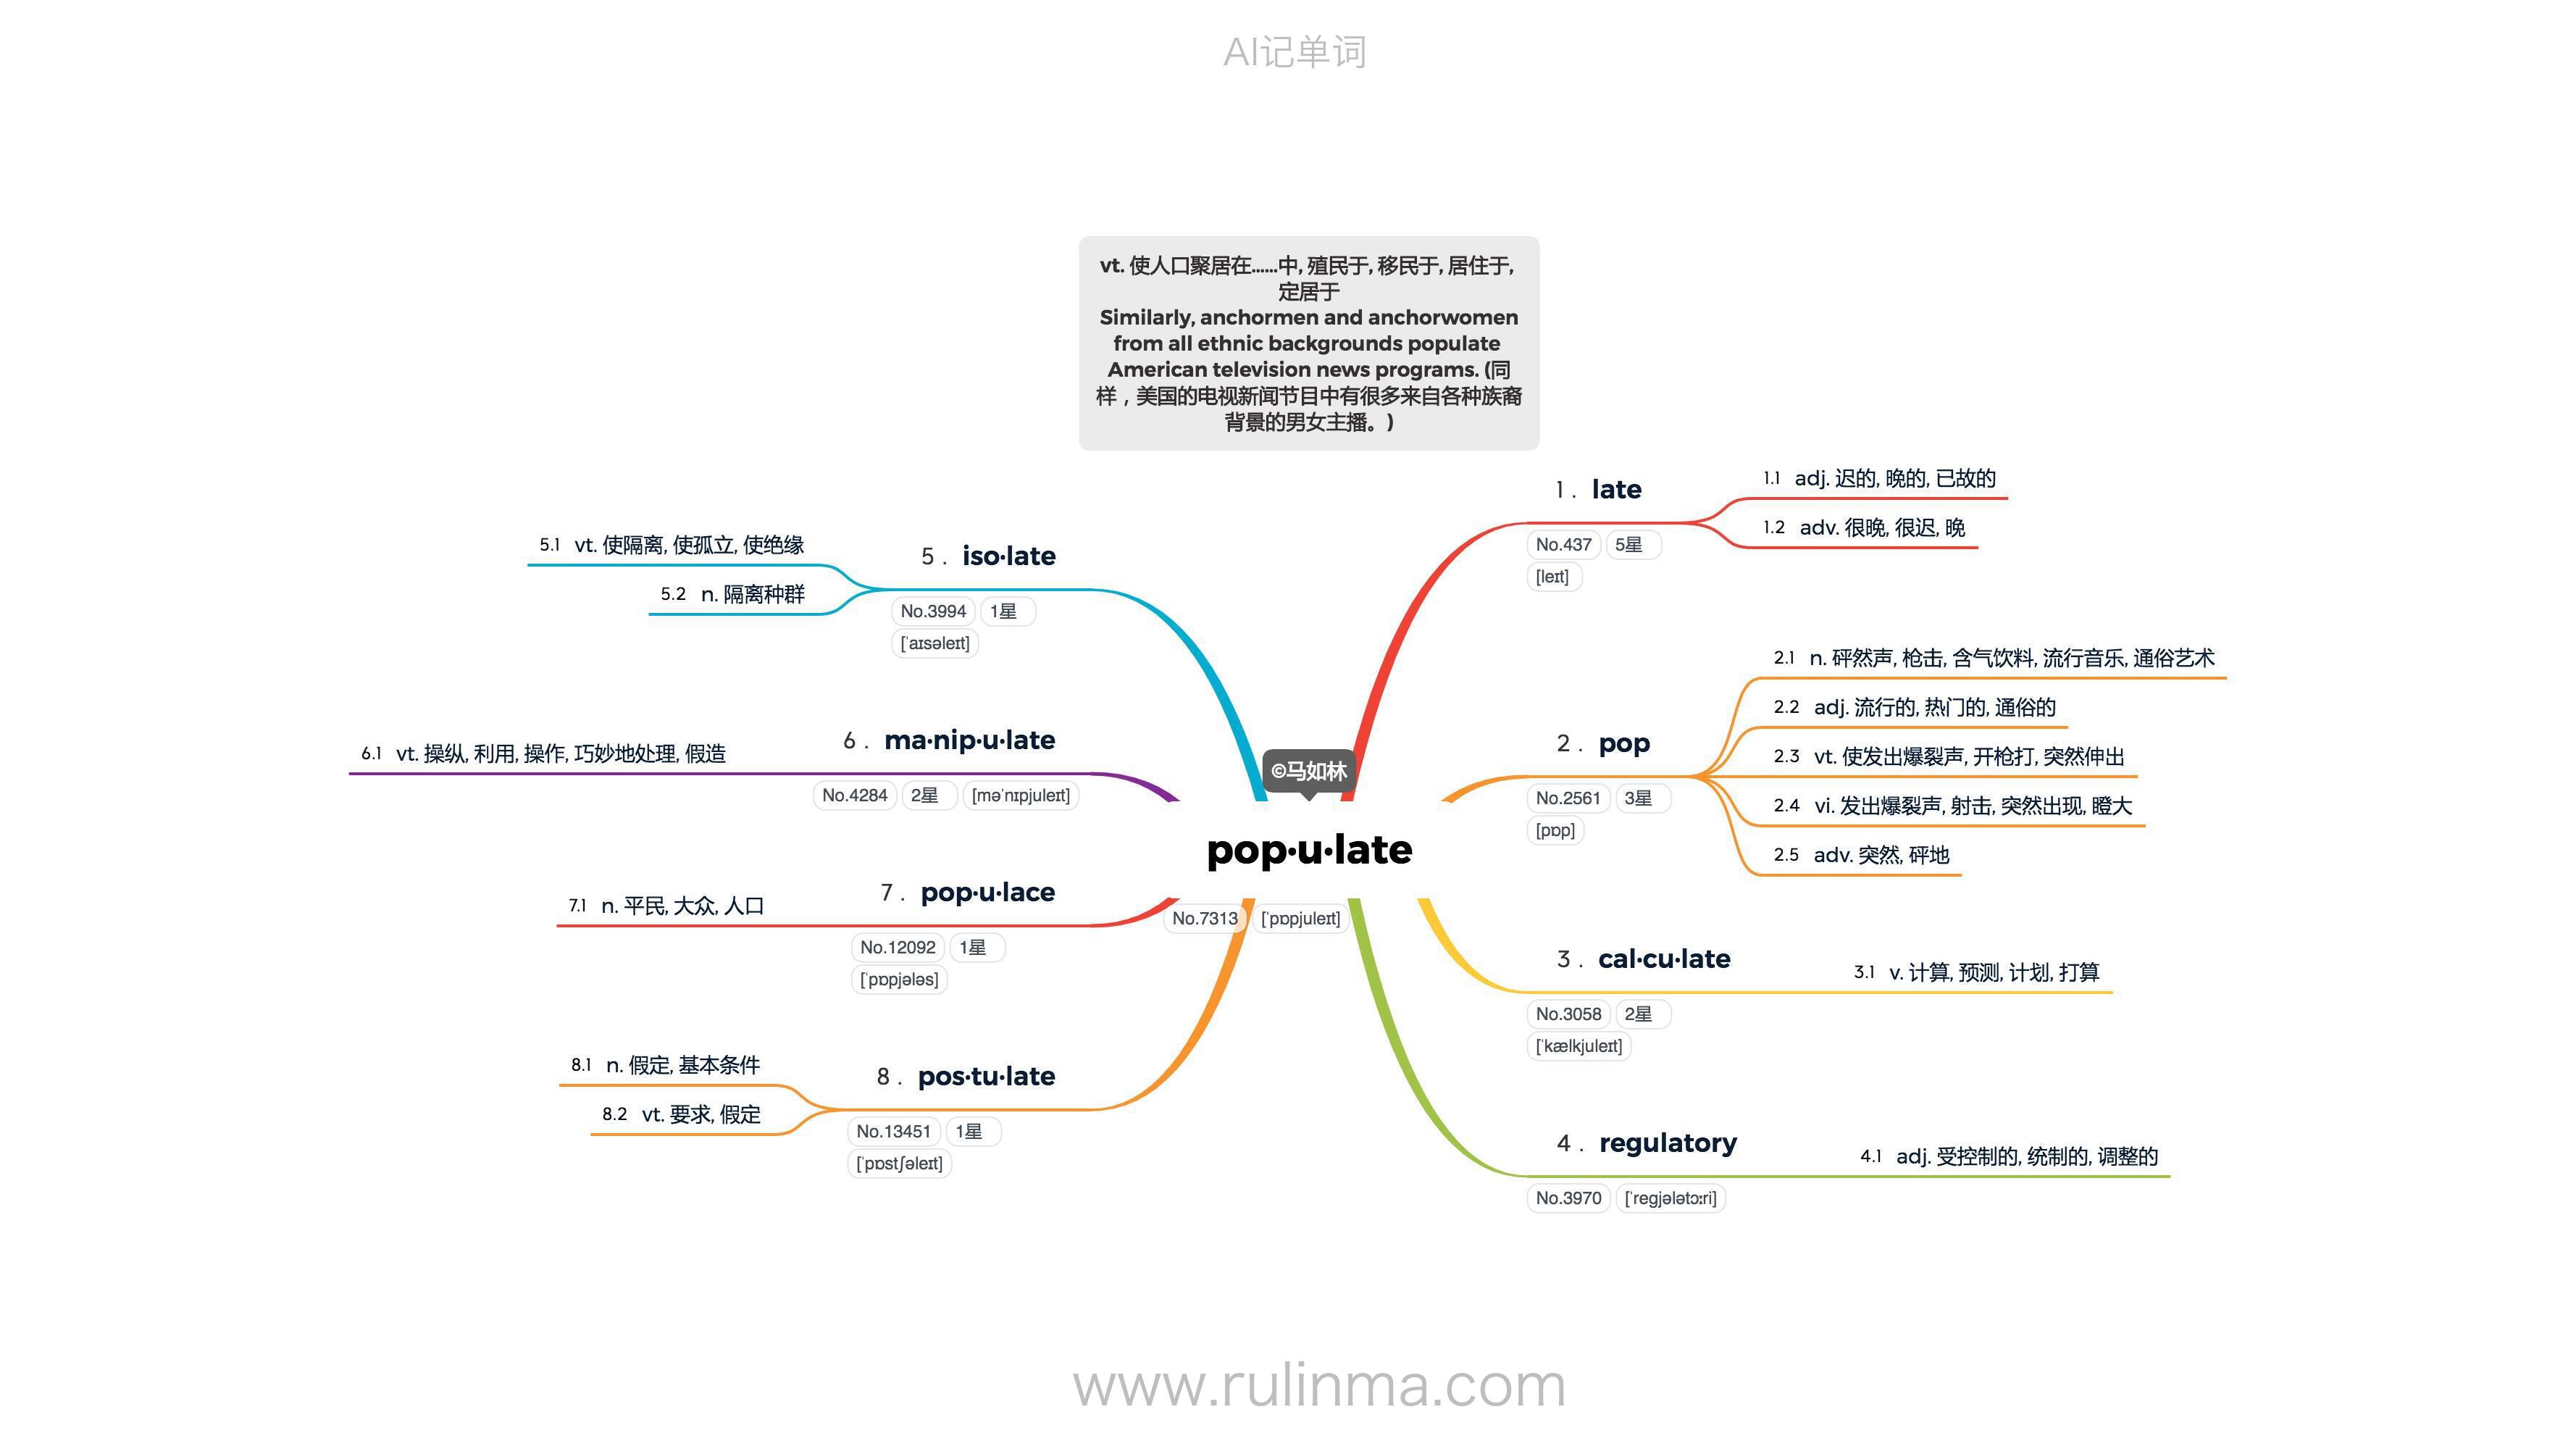 AI记单词
vt. 使人口聚居在......中, 殖民于, 移民于, 居住于,
定居于
Similarly, anchormen and anchorwomen
from all ethnic backgrounds populate
American television news programs. (同
样，美国的电视新闻节目中有很多来自各种族裔
背景的男女主播。)
©马如林
pop·u·late
No.7313 [ˈpɒpjuleɪt]
1. late
No.437 5星
[leɪt]
1.1 adj. 迟的, 晚的, 已故的
1.2 adv. 很晚, 很迟, 晚
2. pop
No.2561 3星
[pɒp]
2.1 n. 砰然声, 枪击, 含气饮料, 流行音乐, 通俗艺术
2.2 adj. 流行的, 热门的, 通俗的
2.3 vt. 使发出爆裂声, 开枪打, 突然伸出
2.4 vi. 发出爆裂声, 射击, 突然出现, 瞪大
2.5 adv. 突然, 砰地
3. cal·cu·late
No.3058 2星
[ˈkælkjuleɪt]
3.1 v. 计算, 预测, 计划, 打算
4. regulatory
No.3970 [ˈregjələtɔːri]
4.1 adj. 受控制的, 统制的, 调整的
5. iso·late
No.3994 1星
[ˈaɪsəleɪt]
5.1 vt. 使隔离, 使孤立, 使绝缘
5.2 n. 隔离种群
6. ma·nip·u·late
No.4284 2星 [məˈnɪpjuleɪt]
6.1 vt. 操纵, 利用, 操作, 巧妙地处理, 假造
7. pop·u·lace
No.12092 1星
[ˈpɒpjələs]
7.1 n. 平民, 大众, 人口
8. pos·tu·late
No.13451 1星
[ˈpɒstʃəleɪt]
8.1 n. 假定, 基本条件
8.2 vt. 要求, 假定
www.rulinma.com